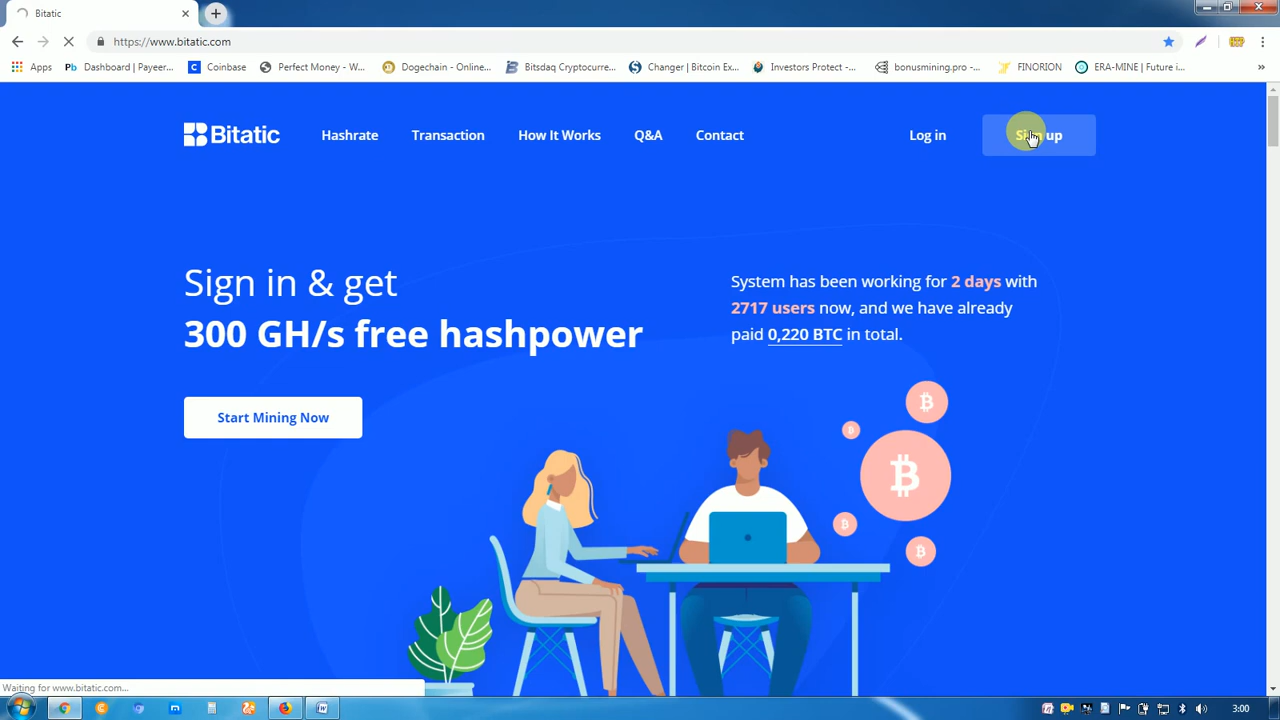 Bitatic
https://www.bitatic.com
Apps
Pb Dashboard | Payeer...
C Coinbase
Perfect Money - W...
Dogechain - Online...
Bitsdaq Cryptocurre...
Changer | Bitcoin Ex...
Investors Protect -...
bonusmining.pro -...
FINORION
ERA-MINE | Future i...
»
Bitatic
Hashrate
Transaction
How It Works
Q&A
Contact
Log in
up
Sign in & get
300 GH/s free hashpower
System has been working for 2 days with
2717 users now, and we have already
paid 0,220 BTC in total.
Start Mining Now
Waiting for www.bitatic.com...
3:00